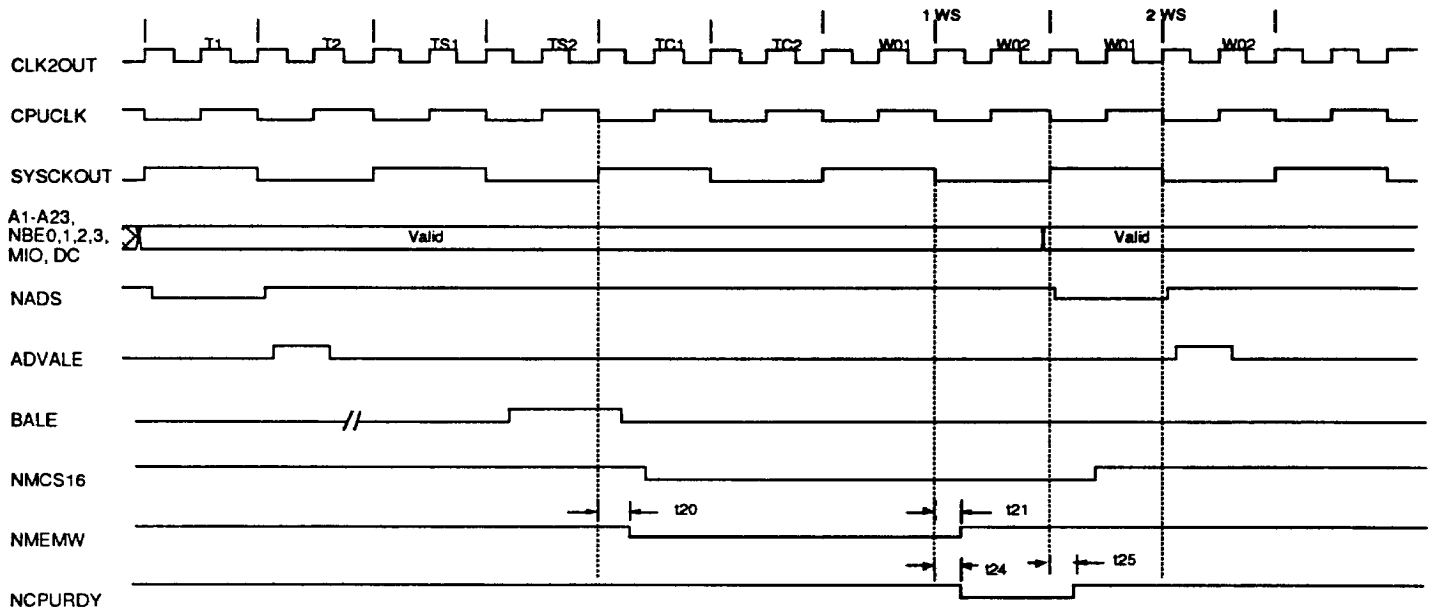 1 WS 2 WS
T1 T2 TS1 TS2 TC1 TC2 W01 W02 W01 W02
CLK2OUT
CPUCLK
SYSCKOUT
A1-A23,
NBE0,1,2,3,
MIO, DC
Valid Valid
NADS
ADVALE
BALE
NMCS16
t20 t21
NMEMW
t24 t25
NCPURDY